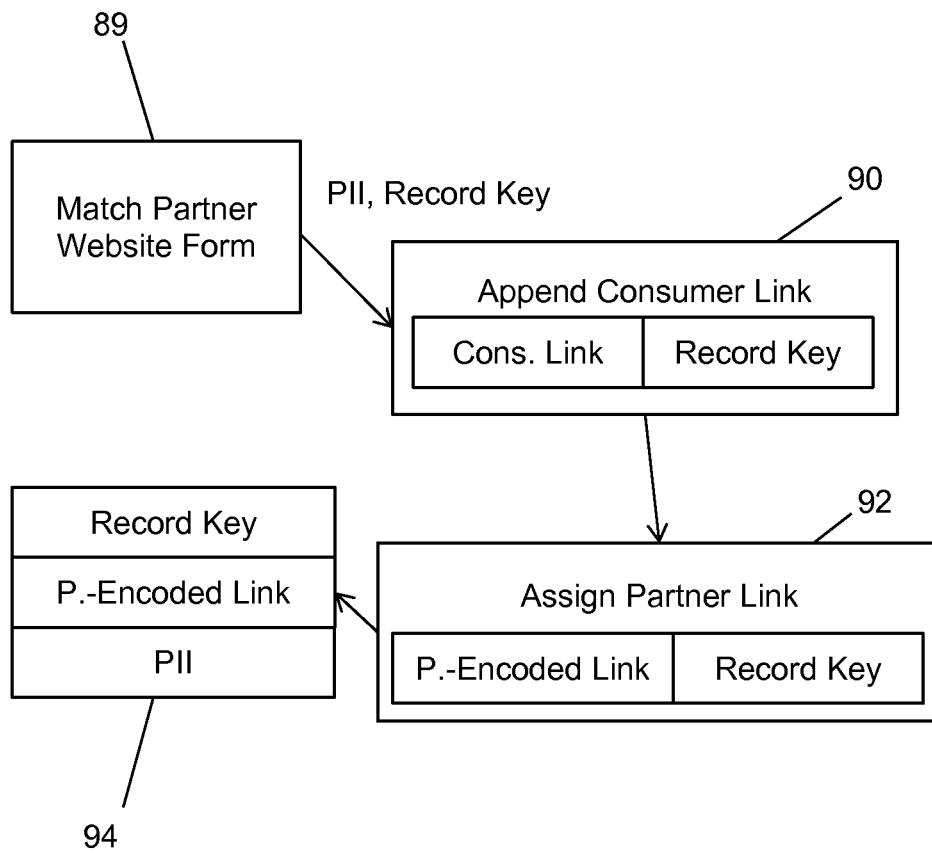 89
Match Partner
Website Form
PII, Record Key
90
Append Consumer Link
Cons. Link
Record Key
92
Assign Partner Link
P.-Encoded Link
Record Key
Record Key
P.-Encoded Link
PII
94